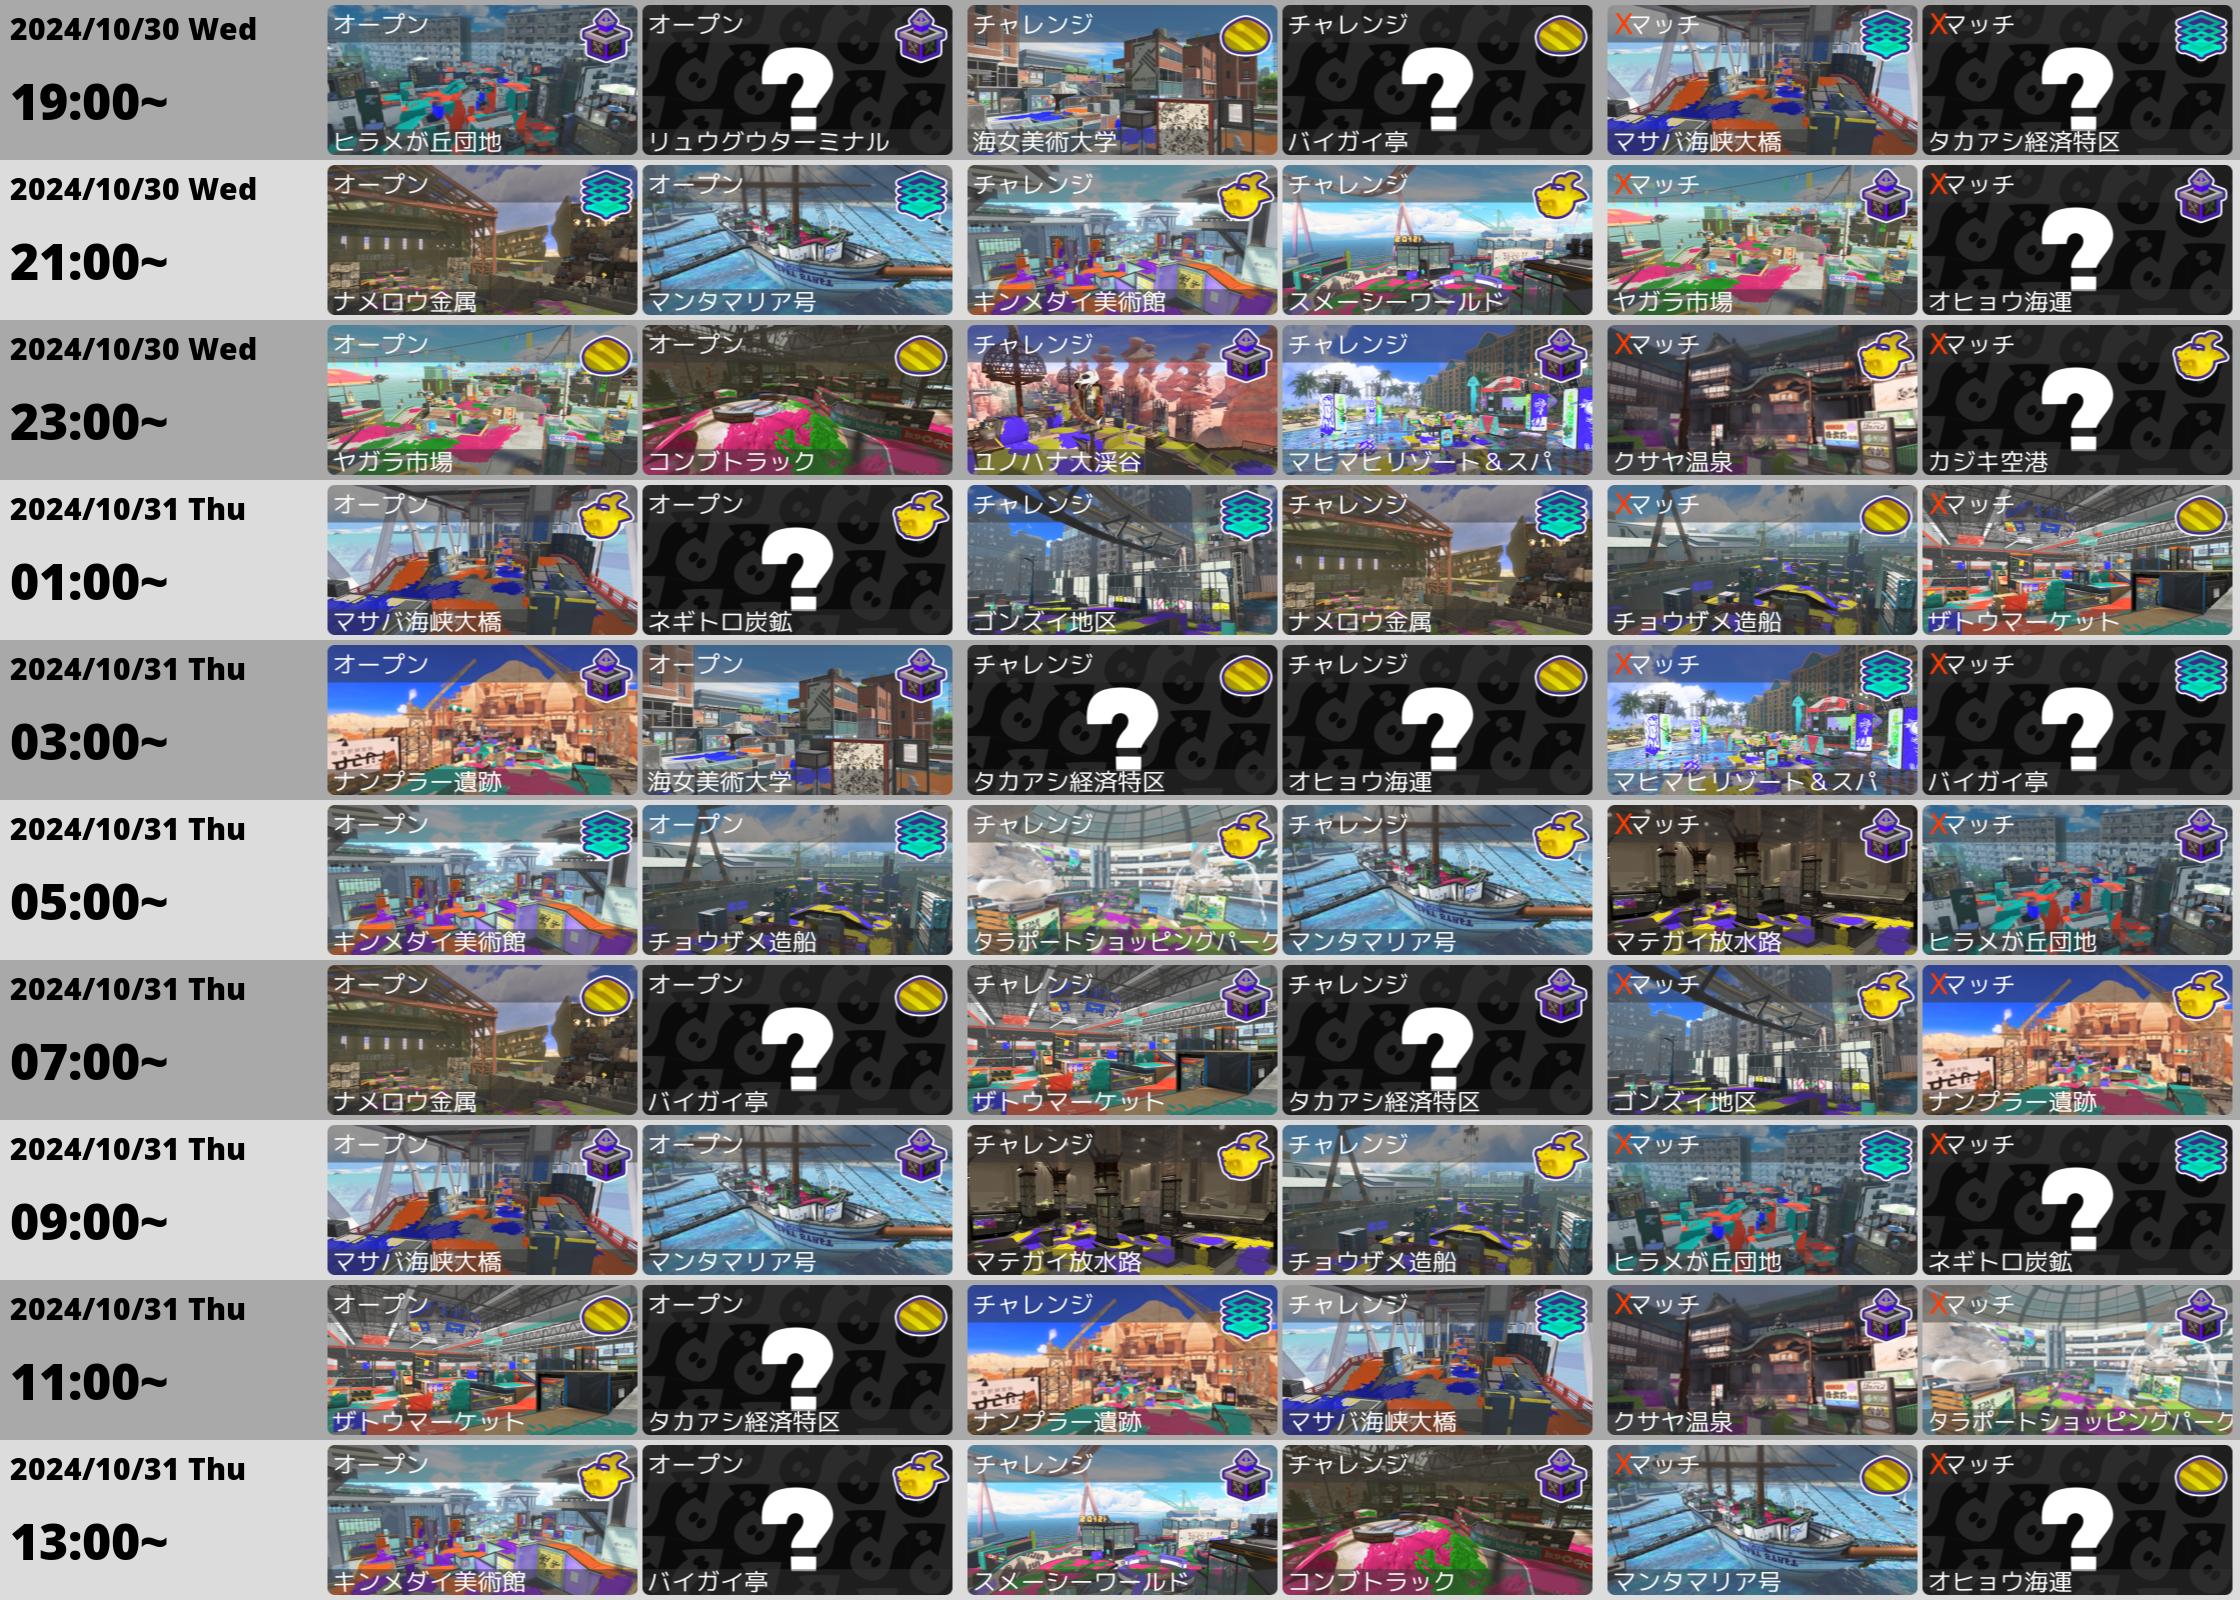 2024/10/30 Wed
19:00~
オープン
ヒラメが丘団地
オープン
リュウグウターミナル
チャレンジ
海女美術大学
チャレンジ
バイガイ亭
Xマッチ
マサバ海峡大橋
Xマッチ
タカアシ経済特区
2024/10/30 Wed
21:00~
オープン
ナメロウ金属
オープン
マンタマリア号
チャレンジ
キンメダイ美術館
チャレンジ
スメーシーワールド
Xマッチ
ヤガラ市場
Xマッチ
オヒョウ海運
2024/10/30 Wed
23:00~
オープン
ヤガラ市場
オープン
コンブトラック
チャレンジ
ユノハナ大渓谷
チャレンジ
マヒマヒリゾート＆スパ
Xマッチ
クサヤ温泉
Xマッチ
カジキ空港
2024/10/31 Thu
01:00~
オープン
マサバ海峡大橋
オープン
ネギトロ炭鉱
チャレンジ
ゴンズイ地区
チャレンジ
ナメロウ金属
Xマッチ
チョウザメ造船
Xマッチ
ザトウマーケット
2024/10/31 Thu
03:00~
オープン
ナンプラー遺跡
オープン
海女美術大学
チャレンジ
タカアシ経済特区
チャレンジ
オヒョウ海運
Xマッチ
マヒマヒリゾート＆スパ
Xマッチ
バイガイ亭
2024/10/31 Thu
05:00~
オープン
キンメダイ美術館
オープン
チョウザメ造船
チャレンジ
タラポートショッピングパーク
チャレンジ
マンタマリア号
Xマッチ
マテガイ放水路
Xマッチ
ヒラメが丘団地
2024/10/31 Thu
07:00~
オープン
ナメロウ金属
オープン
バイガイ亭
チャレンジ
ザトウマーケット
チャレンジ
タカアシ経済特区
Xマッチ
ゴンズイ地区
Xマッチ
ナンプラー遺跡
2024/10/31 Thu
09:00~
オープン
マサバ海峡大橋
オープン
マンタマリア号
チャレンジ
マテガイ放水路
チャレンジ
チョウザメ造船
Xマッチ
ヒラメが丘団地
Xマッチ
ネギトロ炭鉱
2024/10/31 Thu
11:00~
オープン
ザトウマーケット
オープン
タカアシ経済特区
チャレンジ
ナンプラー遺跡
チャレンジ
マサバ海峡大橋
Xマッチ
クサヤ温泉
Xマッチ
タラポートショッピングパーク
2024/10/31 Thu
13:00~
オープン
キンメダイ美術館
オープン
バイガイ亭
チャレンジ
スメーシーワールド
チャレンジ
コンブトラック
Xマッチ
マンタマリア号
Xマッチ
オヒョウ海運